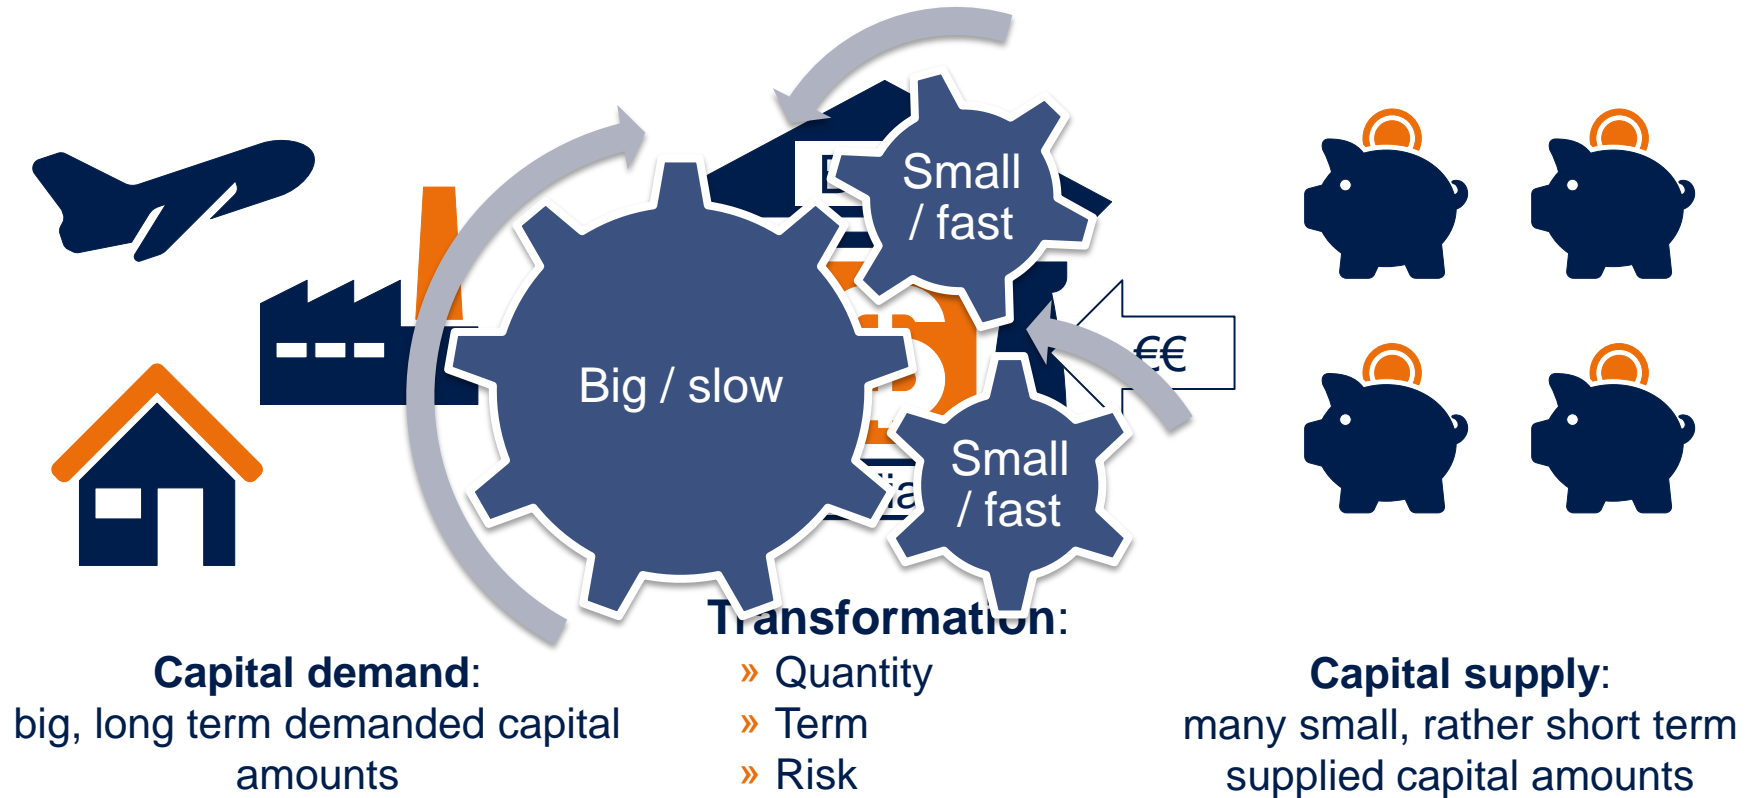 Small
/ fast
Big / slow
€€
Small
/ fast
Transformation:
» Quantity
» Term
» Risk
Capital demand:
big, long term demanded capital
amounts
Capital supply:
many small, rather short term
supplied capital amounts